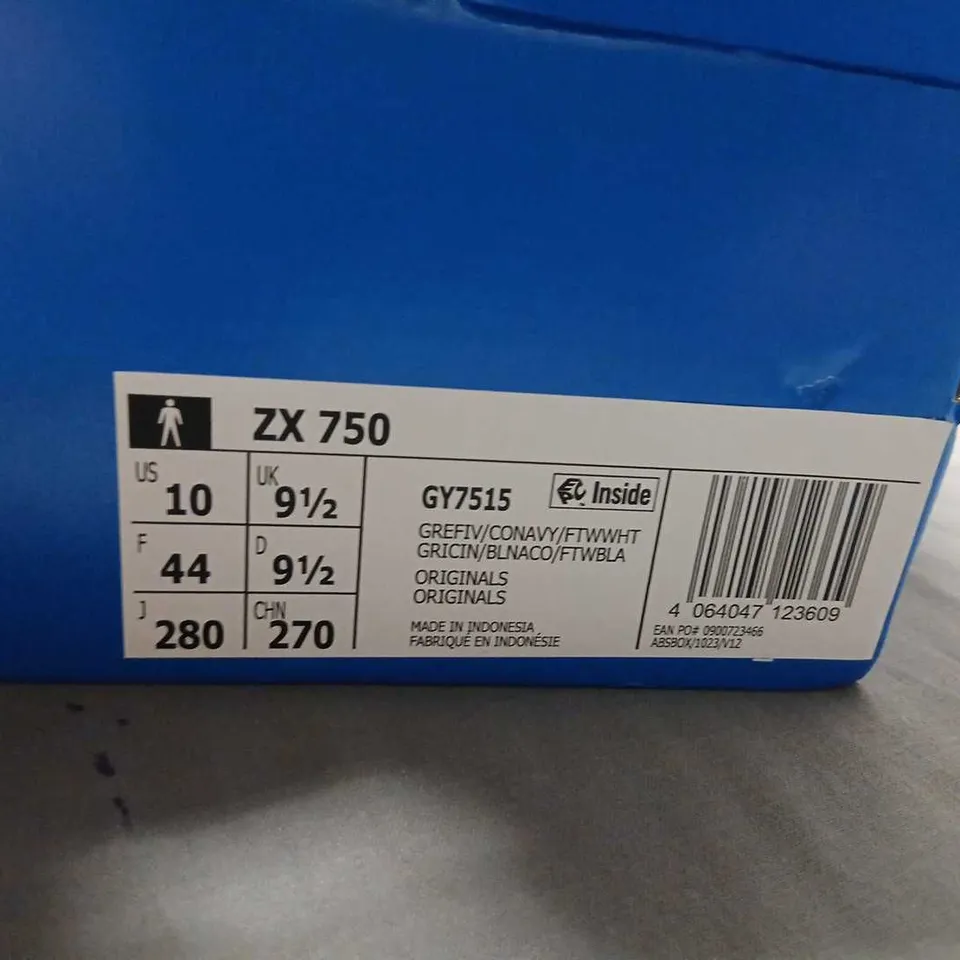 ZX 750
US 10
UK 9½
F 44
D 9½
J 280
CHN 270
GY7515
Inside
GREFIV/CONAVY/FTWWHT
GRICIN/BLNACO/FTWBLA
ORIGINALS
ORIGINALS
MADE IN INDONESIA
FABRIQUÉ EN INDONÉSIE
4 064047 123609
EAN PO# 0900723466
ABSBOX/1023/V12